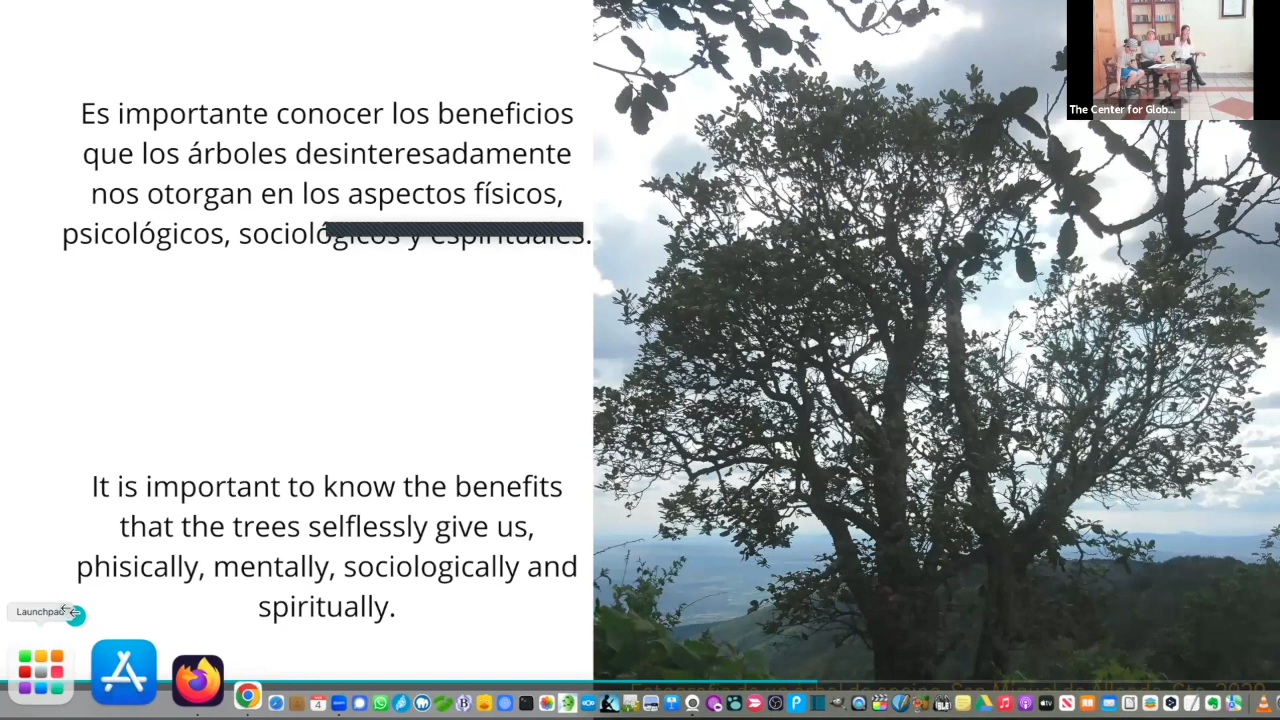 Es importante conocer los beneficios
que los árboles desinteresadamente
nos otorgan en los aspectos físicos,
psicológicos, sociológicos y espirituales.
It is important to know the benefits
that the trees selflessly give us,
phisically, mentally, sociologically and
spiritually.
The Center for Glob...
Launchpad